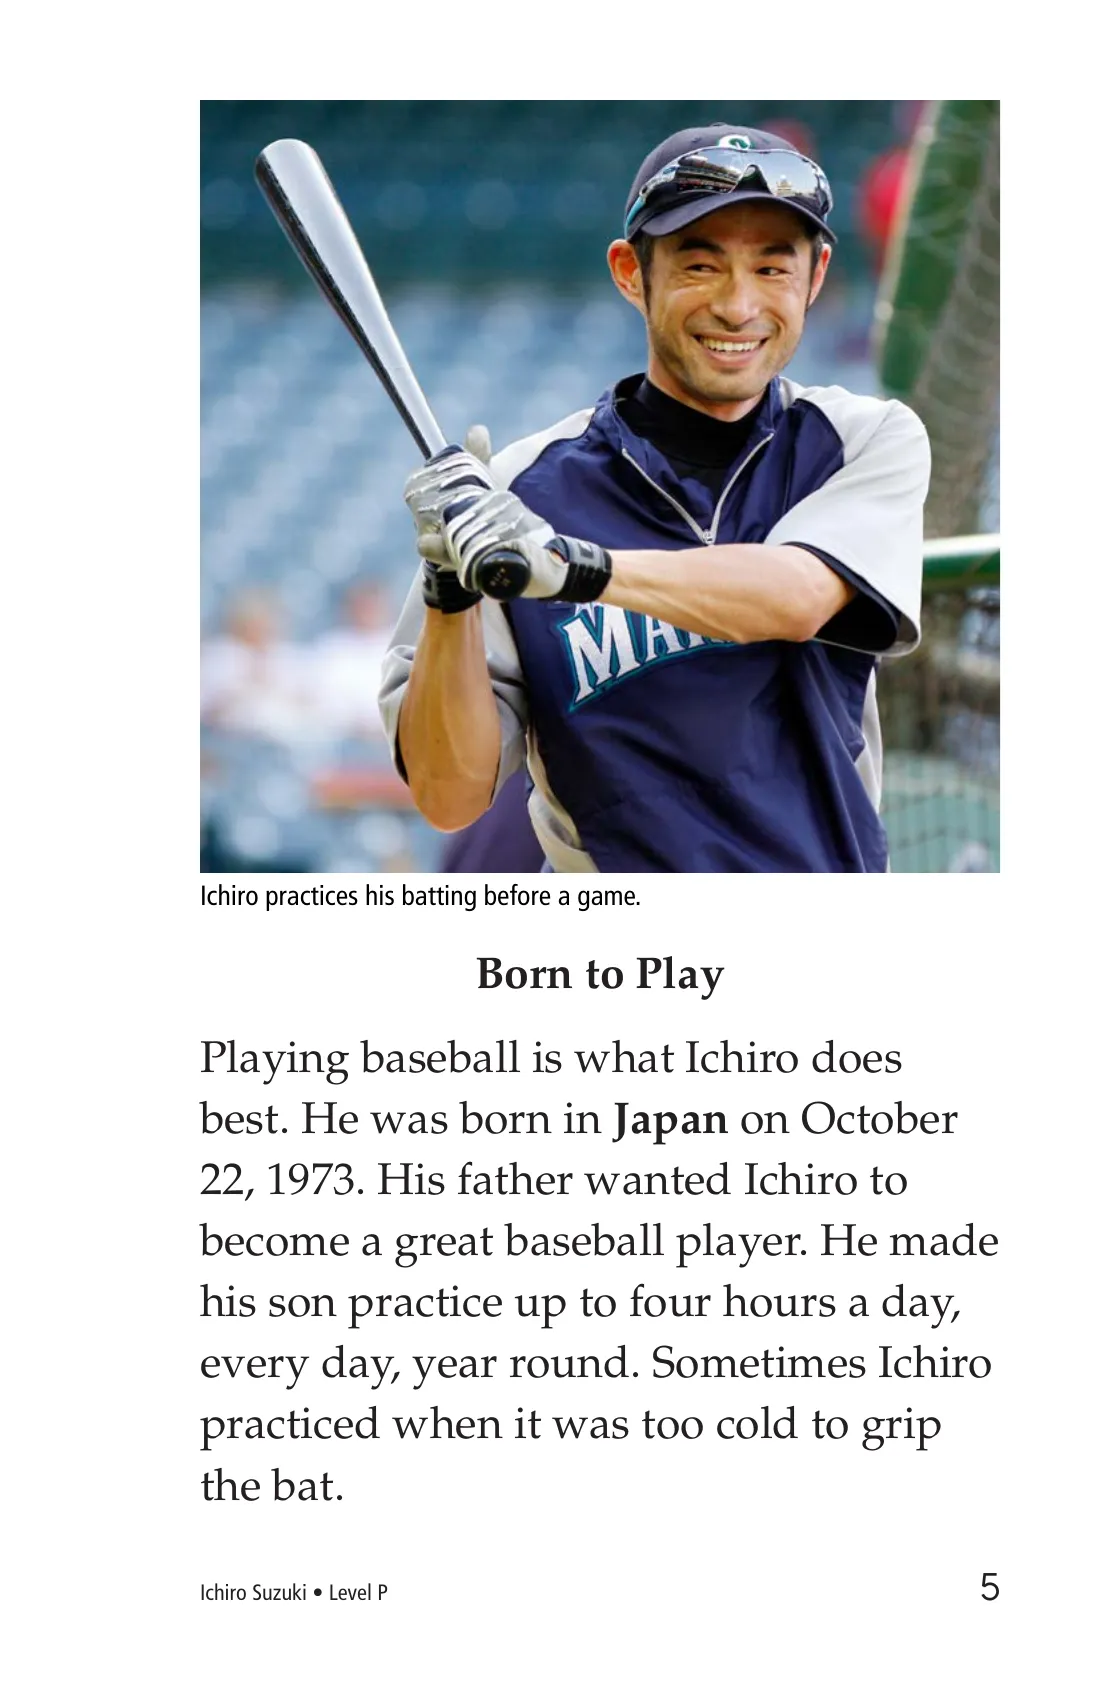 MAR
Ichiro practices his batting before a game.
Born to Play
Playing baseball is what Ichiro does
best. He was born in Japan on October
22, 1973. His father wanted Ichiro to
become a great baseball player. He made
his son practice up to four hours a day,
every day, year round. Sometimes Ichiro
practiced when it was too cold to grip
the bat.
Ichiro Suzuki • Level P
5